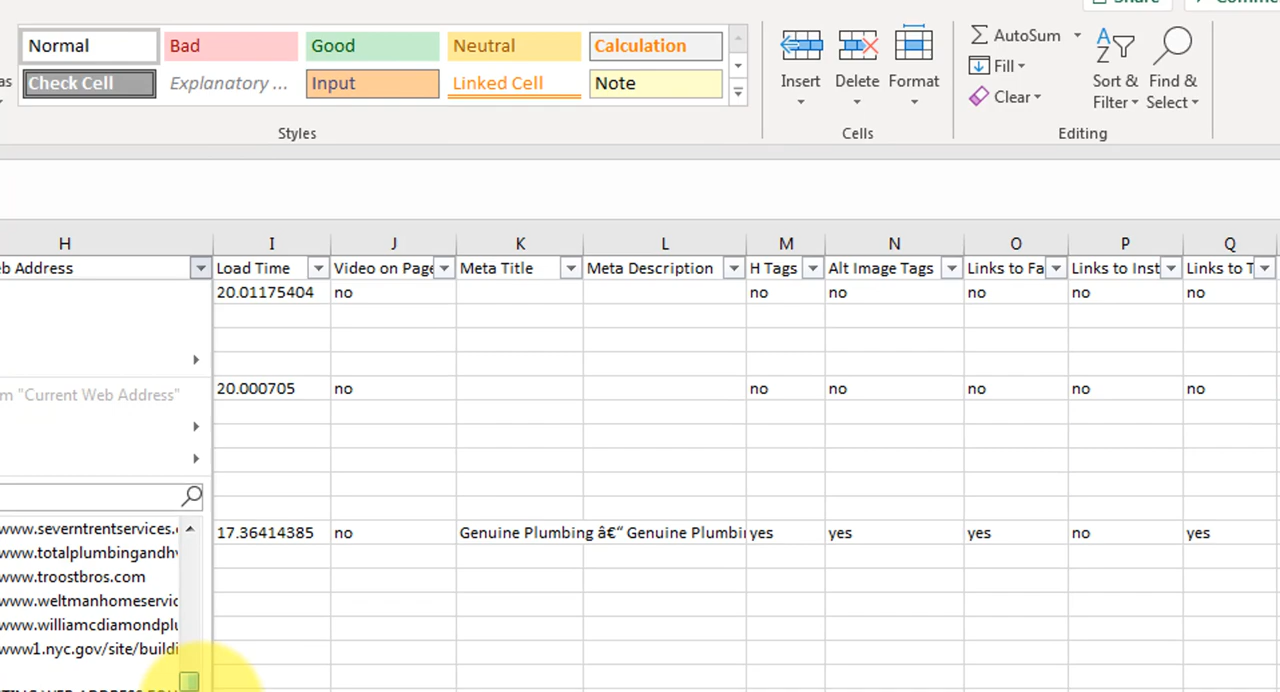 Share
Normal Bad Good Neutral Calculation
Check Cell Explanatory ... Input Linked Cell Note
Insert Delete Format
AutoSum
Fill
Clear
Sort & Filter
Find & Select
Styles Cells Editing
H I J K L M N O P Q
Address Load Time Video on Page Meta Title Meta Description H Tags Alt Image Tags Links to Fa Links to Inst Links to T
20.01175404 no no no no no no
"Current Web Address"
20.000705 no no no no no no
www.severntrentservices.
17.36414385 no Genuine Plumbing â€“ Genuine Plumbin yes yes yes no yes
www.totalplumbingandhv
www.troostbros.com
www.weltmanhomeservic
www.williamcdiamondplu
www1.nyc.gov/site/buildi
WEB ADDRESS